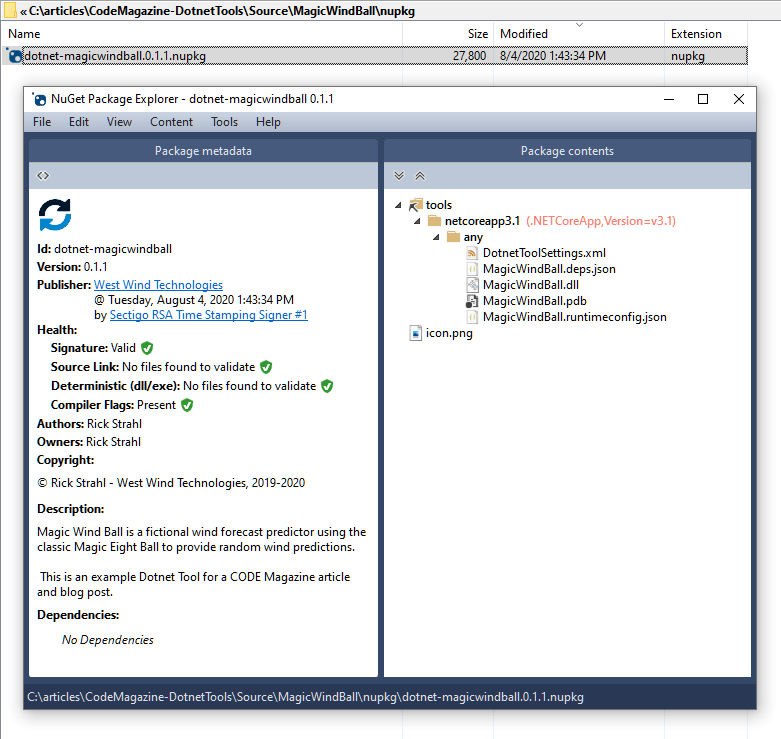 « C:\articles\CodeMagazine-DotnetTools\Source\MagicWindBall\nupkg
Name Size Modified Extension
dotnet-magicwindball.0.1.1.nupkg 27,800 8/4/2020 1:43:34 PM nupkg
NuGet Package Explorer - dotnet-magicwindball 0.1.1
File Edit View Content Tools Help
Package metadata
Id: dotnet-magicwindball
Version: 0.1.1
Publisher: West Wind Technologies
@ Tuesday, August 4, 2020 1:43:34 PM
by Sectigo RSA Time Stamping Signer #1
Health:
Signature: Valid
Source Link: No files found to validate
Deterministic (dll/exe): No files found to validate
Compiler Flags: Present
Authors: Rick Strahl
Owners: Rick Strahl
Copyright:
© Rick Strahl - West Wind Technologies, 2019-2020
Description:
Magic Wind Ball is a fictional wind forecast predictor using the
classic Magic Eight Ball to provide random wind predictions.
This is an example Dotnet Tool for a CODE Magazine article
and blog post.
Dependencies:
No Dependencies
Package contents
tools
netcoreapp3.1 (.NETCoreApp,Version=v3.1)
any
DotnetToolSettings.xml
MagicWindBall.deps.json
MagicWindBall.dll
MagicWindBall.pdb
MagicWindBall.runtimeconfig.json
icon.png
C:\articles\CodeMagazine-DotnetTools\Source\MagicWindBall\nupkg\dotnet-magicwindball.0.1.1.nupkg